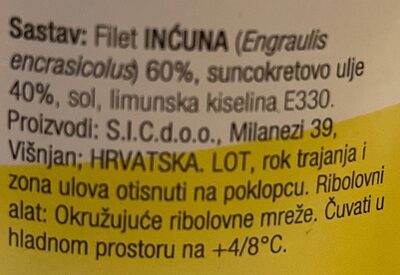 Sastav: Filet INĆUNA (Engraulis
encrasicolus) 60%, suncokretovo ulje
40%, sol, limunska kiselina E330.
Proizvodi: S.I.C.d.o.o., Milanezi 39,
Višnjan; HRVATSKA. LOT, rok trajanja i
zona ulova otisnuti na poklopcu. Ribolovni
alat: Okružujuće ribolovne mreže. Čuvati u
hladnom prostoru na +4/8°C.